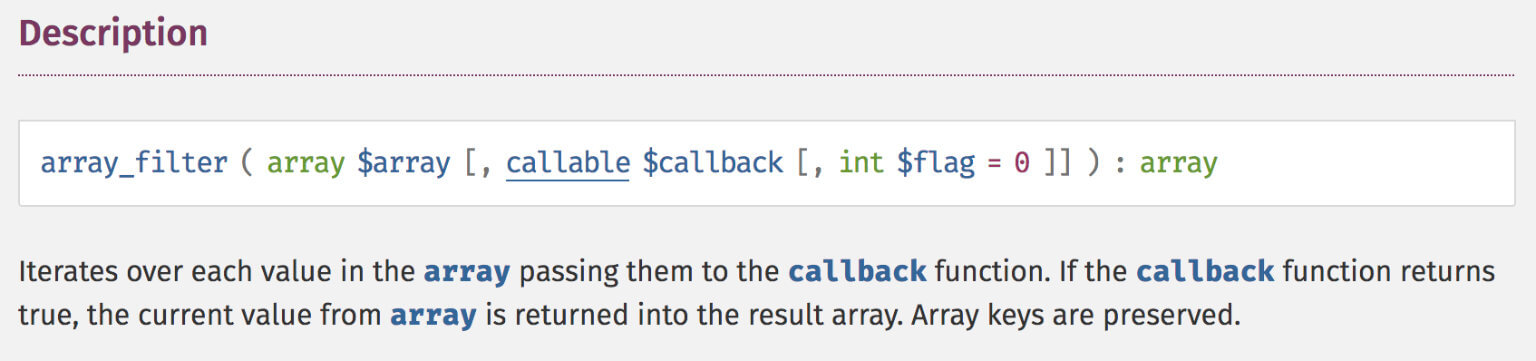 Description
array_filter ( array $array [, callable $callback [, int $flag = 0 ]] ) : array
Iterates over each value in the array passing them to the callback function. If the callback function returns
true, the current value from array is returned into the result array. Array keys are preserved.